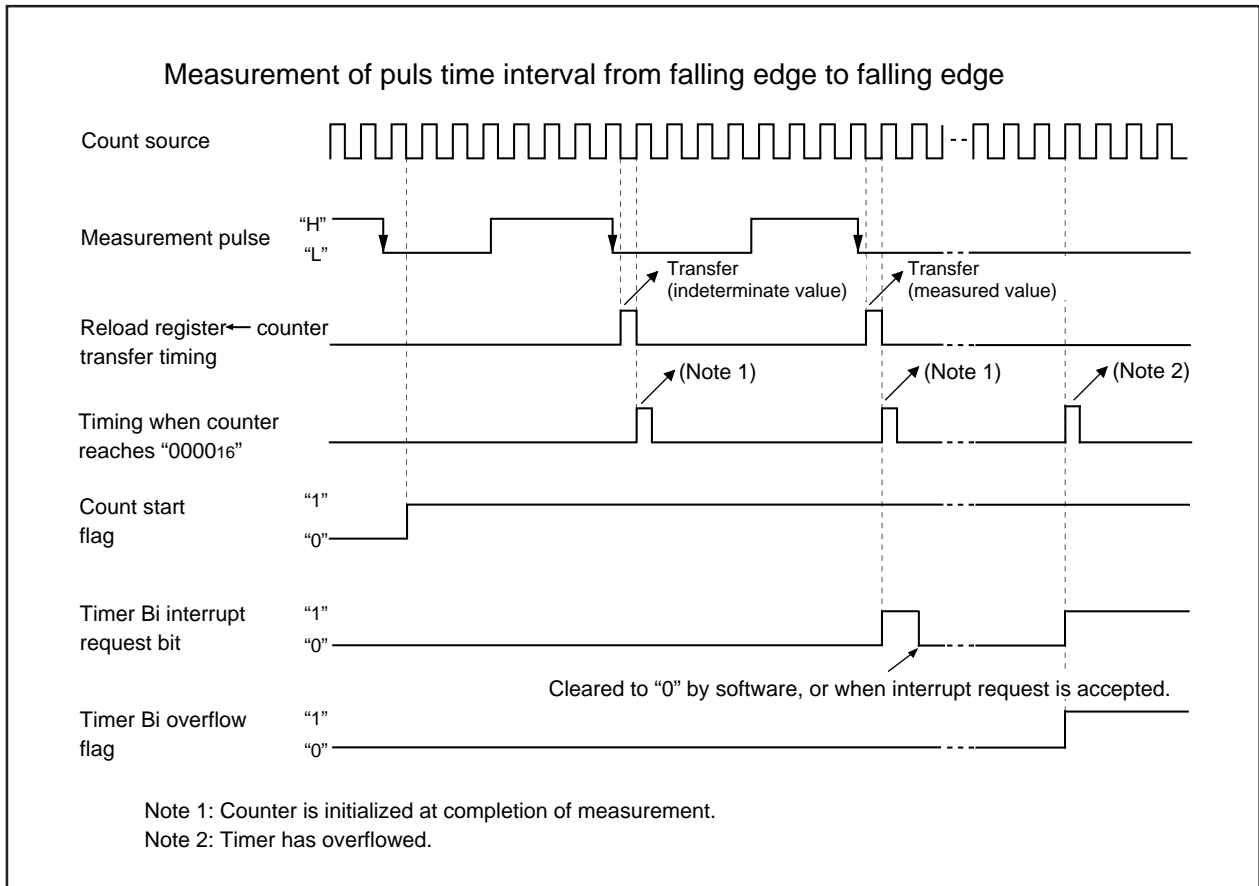 Measurement of puls time interval from falling edge to falling edge
Count source
Measurement pulse
“H”
“L”
Transfer
(indeterminate value)
Transfer
(measured value)
Reload register ← counter
transfer timing
(Note 1)
(Note 1)
(Note 2)
Timing when counter
reaches “000016”
Count start
flag
“1”
“0”
Timer Bi interrupt
request bit
“1”
“0”
Cleared to “0” by software, or when interrupt request is accepted.
Timer Bi overflow
flag
“1”
“0”
Note 1: Counter is initialized at completion of measurement.
Note 2: Timer has overflowed.